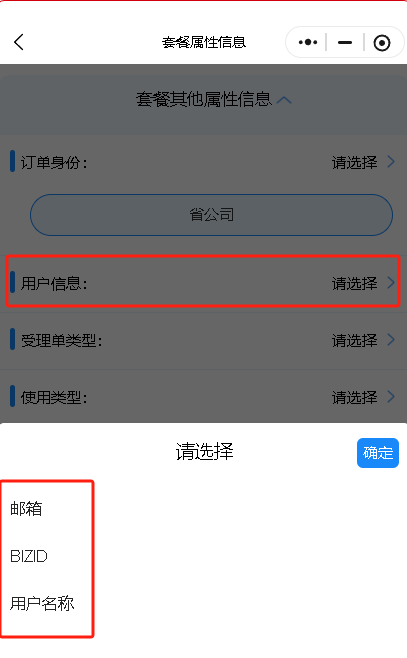 套餐属性信息
套餐其他属性信息
订单身份： 请选择
省公司
用户信息： 请选择
受理单类型： 请选择
使用类型： 请选择
请选择 确定
邮箱
BIZID
用户名称